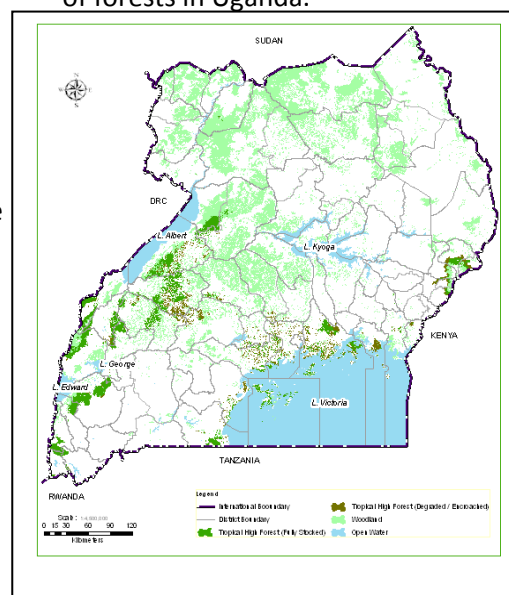 of forests in Uganda.
SUDAN
DRC
L. Albert
L. Kyoga
e
KENYA
L. George
L. Edward
L. Victoria
TANZANIA
RWANDA
Legend
International Boundary
District Boundary
Tropical High Forest (Fully Stocked)
Tropical High Forest (Degraded / Encroached)
Woodland
Open Water
Scale :
0 15 30 60 90 120
Kilometers